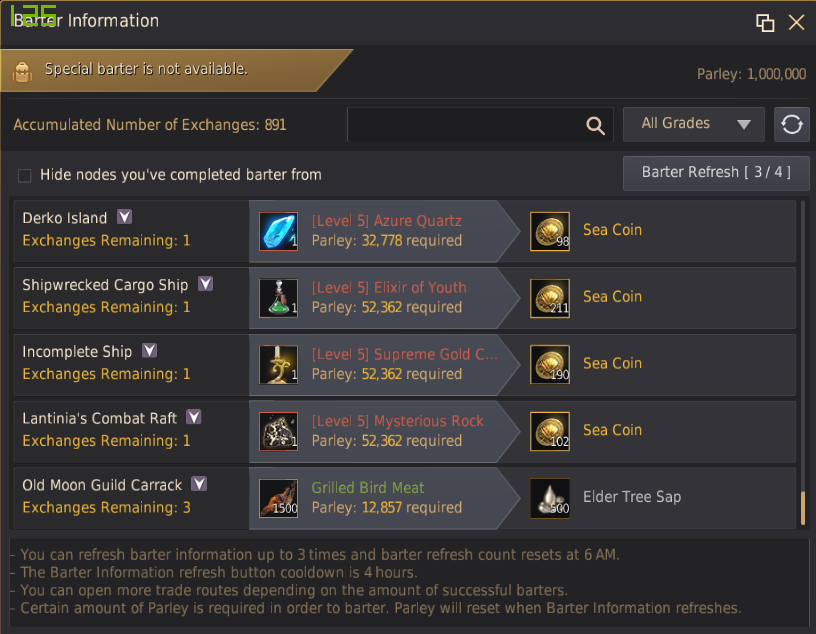 125
Barter Information
Special barter is not available.
Parley: 1,000,000
Accumulated Number of Exchanges: 891
All Grades
Hide nodes you've completed barter from
Barter Refresh [ 3 / 4 ]
Derko Island
Exchanges Remaining: 1
1
[Level 5] Azure Quartz
Parley: 32,778 required
98
Sea Coin
Shipwrecked Cargo Ship
Exchanges Remaining: 1
1
[Level 5] Elixir of Youth
Parley: 52,362 required
211
Sea Coin
Incomplete Ship
Exchanges Remaining: 1
1
[Level 5] Supreme Gold C...
Parley: 52,362 required
190
Sea Coin
Lantinia's Combat Raft
Exchanges Remaining: 1
1
[Level 5] Mysterious Rock
Parley: 52,362 required
102
Sea Coin
Old Moon Guild Carrack
Exchanges Remaining: 3
1500
Grilled Bird Meat
Parley: 12,857 required
500
Elder Tree Sap
- You can refresh barter information up to 3 times and barter refresh count resets at 6 AM.
- The Barter Information refresh button cooldown is 4 hours.
- You can open more trade routes depending on the amount of successful barters.
- Certain amount of Parley is required in order to barter. Parley will reset when Barter Information refreshes.